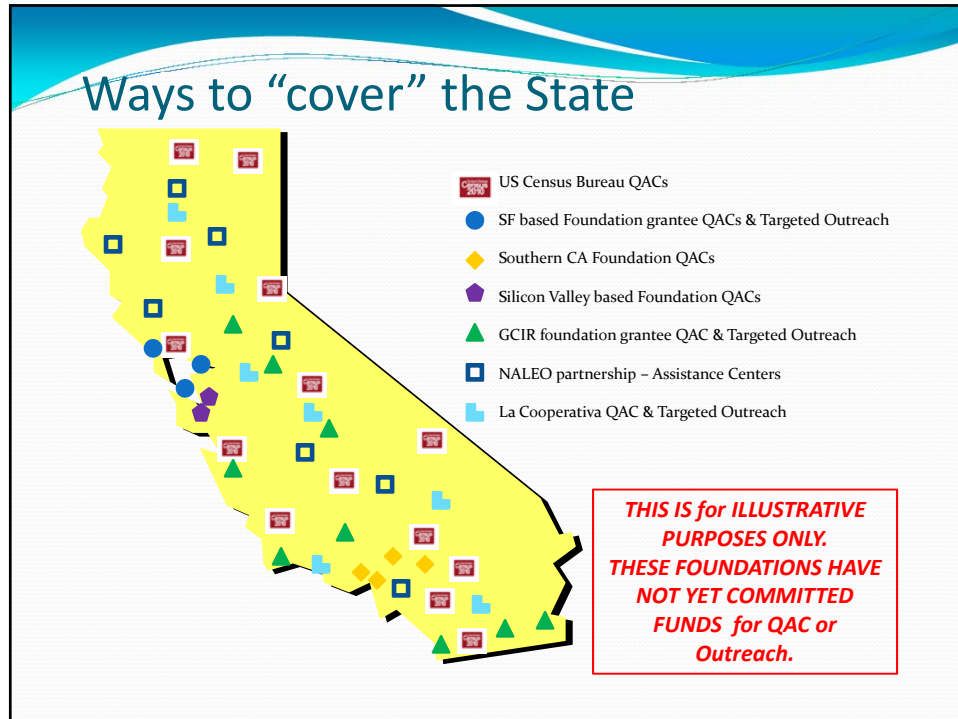 Ways to “cover” the State
Census
2010
US Census Bureau QACs
SF based Foundation grantee QACs & Targeted Outreach
Southern CA Foundation QACs
Silicon Valley based Foundation QACs
GCIR foundation grantee QAC & Targeted Outreach
NALEO partnership – Assistance Centers
La Cooperativa QAC & Targeted Outreach
THIS IS for ILLUSTRATIVE
PURPOSES ONLY.
THESE FOUNDATIONS HAVE
NOT YET COMMITTED
FUNDS for QAC or
Outreach.